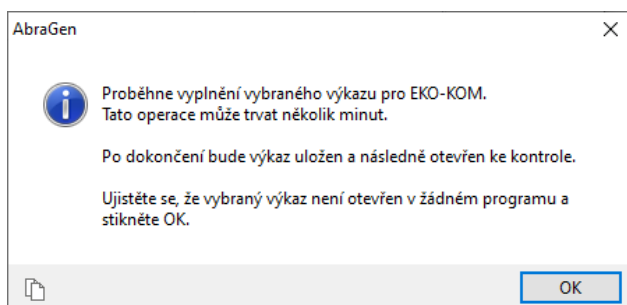 AbraGen
Proběhne vyplnění vybraného výkazu pro EKO-KOM.
Tato operace může trvat několik minut.
Po dokončení bude výkaz uložen a následně otevřen ke kontrole.
Ujistěte se, že vybraný výkaz není otevřen v žádném programu a
stikněte OK.
OK